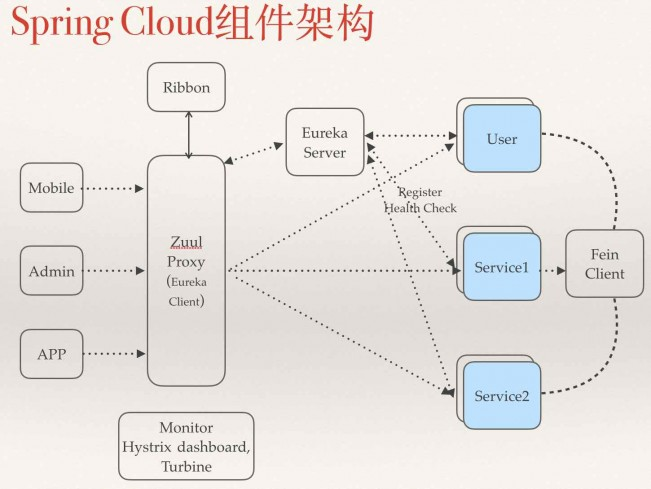 Spring Cloud组件架构
Ribbon
Eureka
Server
User
Mobile
Register
Health Check
Zuul
Proxy
(Eureka
Client)
Admin
Service1
Fein
Client
APP
Service2
Monitor
Hystrix dashboard,
Turbine